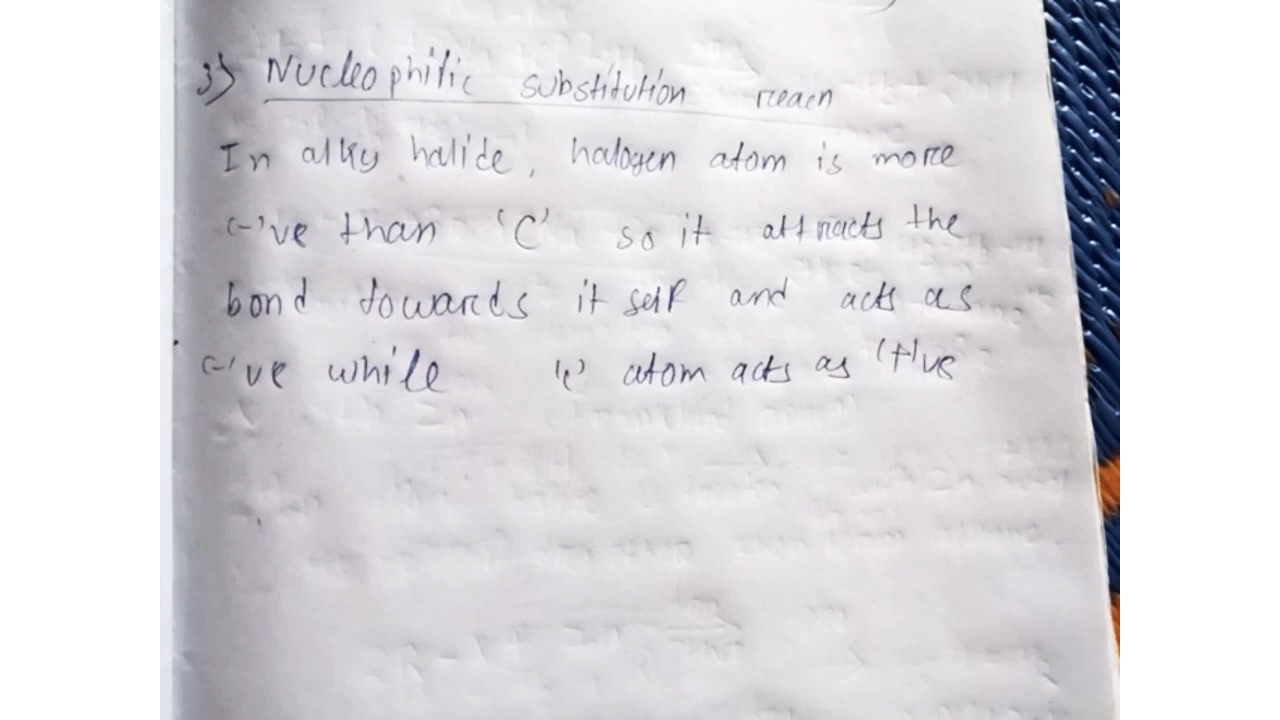 3) Nucleophilic substitution reacn
In alky halide, halogen atom is more
(-)'ve than 'C' so it attracts the
bond towards it self and acts as
(-)'ve while 'c' atom acts as (+)'ve